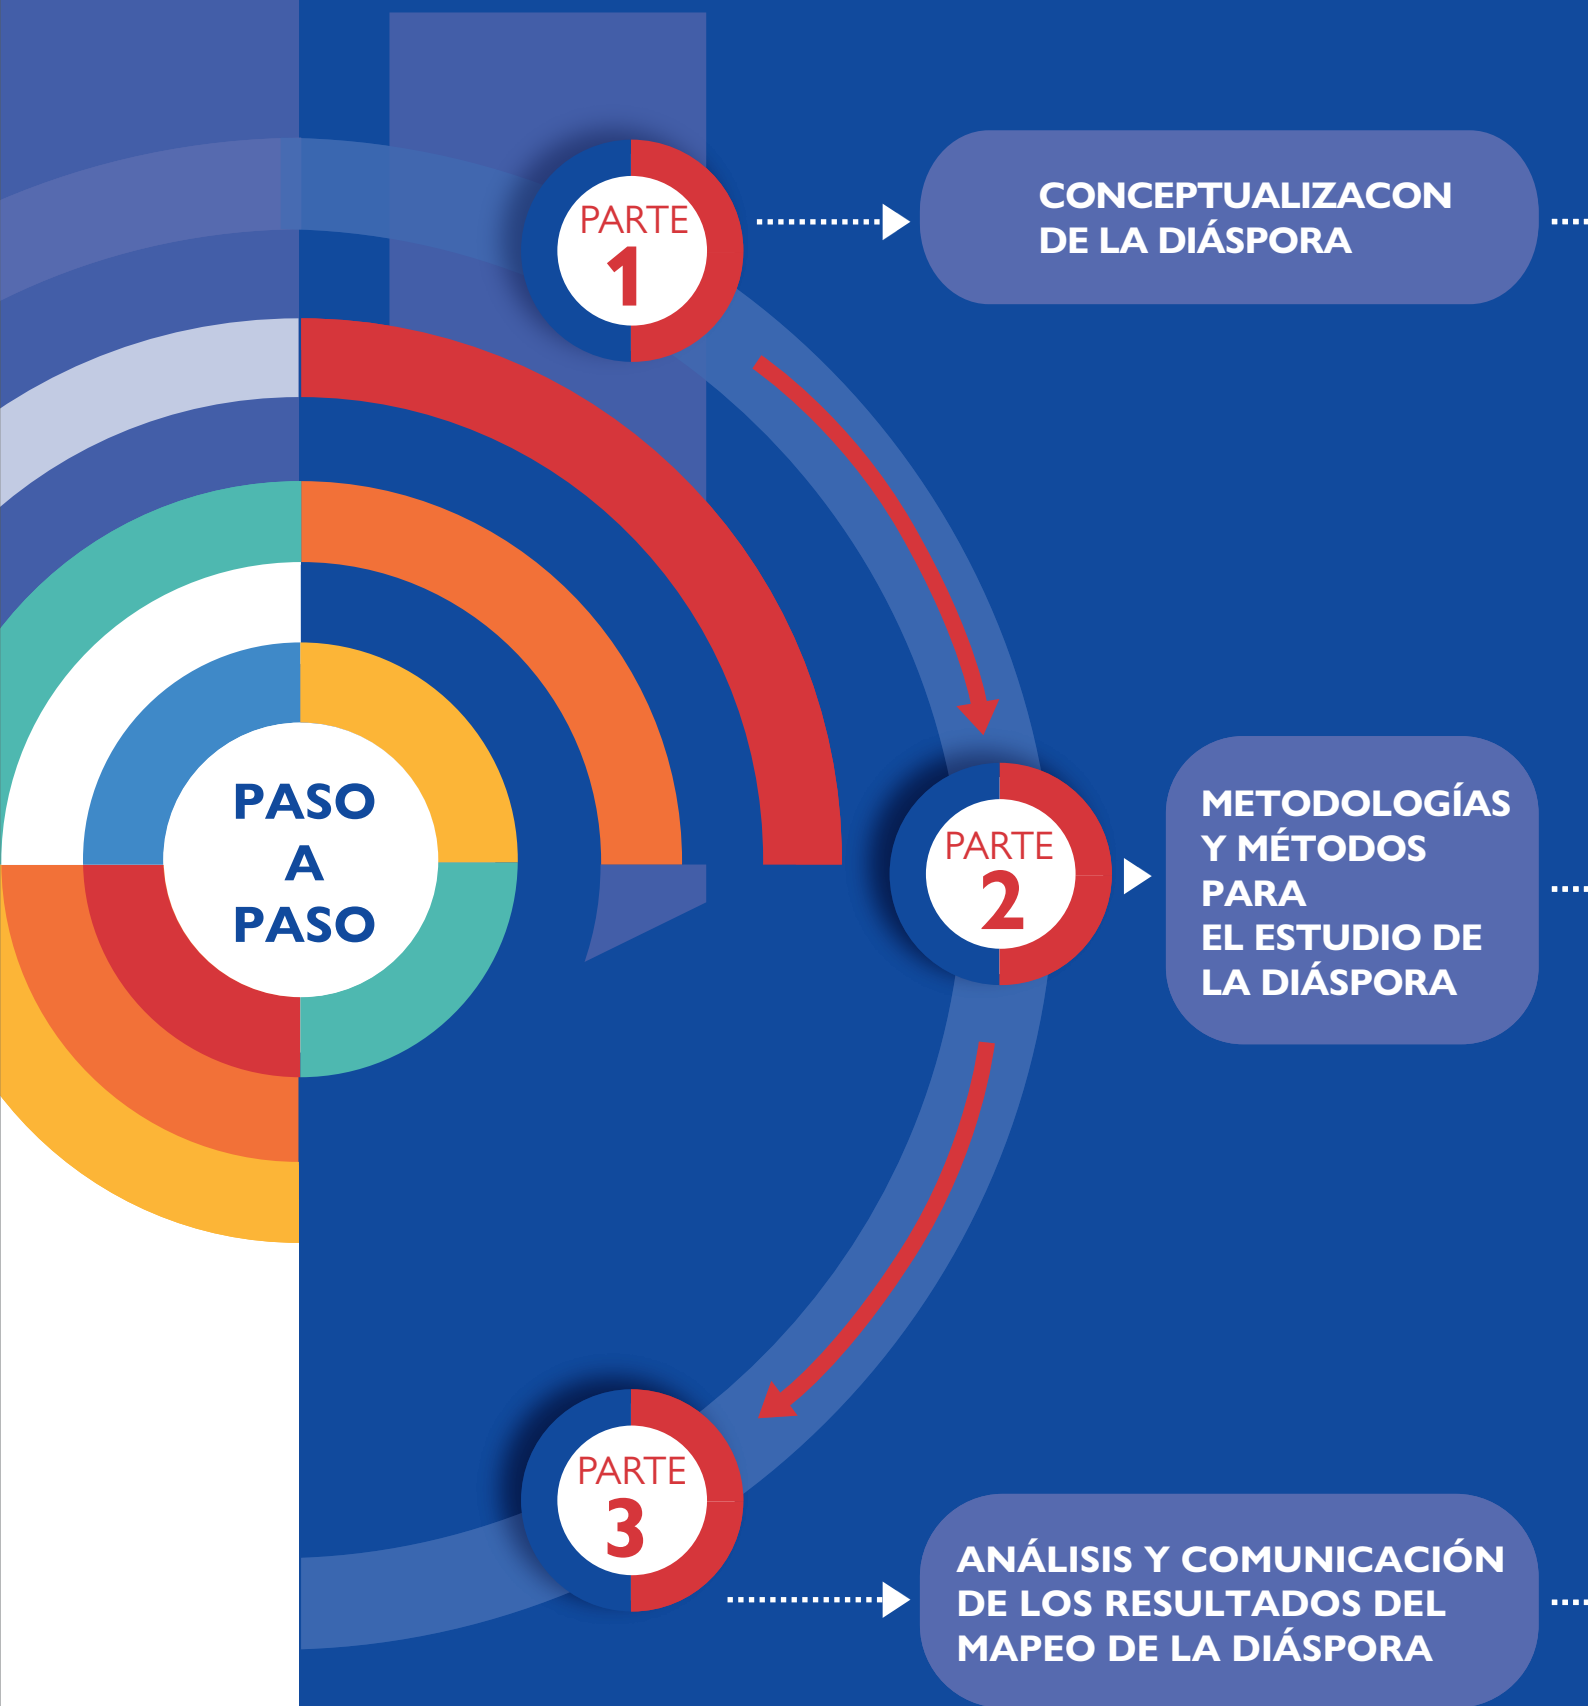 PARTE
1
CONCEPTUALIZACON
DE LA DIÁSPORA
PASO
A
PASO
PARTE
2
METODOLOGÍAS
Y MÉTODOS
PARA
EL ESTUDIO DE
LA DIÁSPORA
PARTE
3
ANÁLISIS Y COMUNICACIÓN
DE LOS RESULTADOS DEL
MAPEO DE LA DIÁSPORA